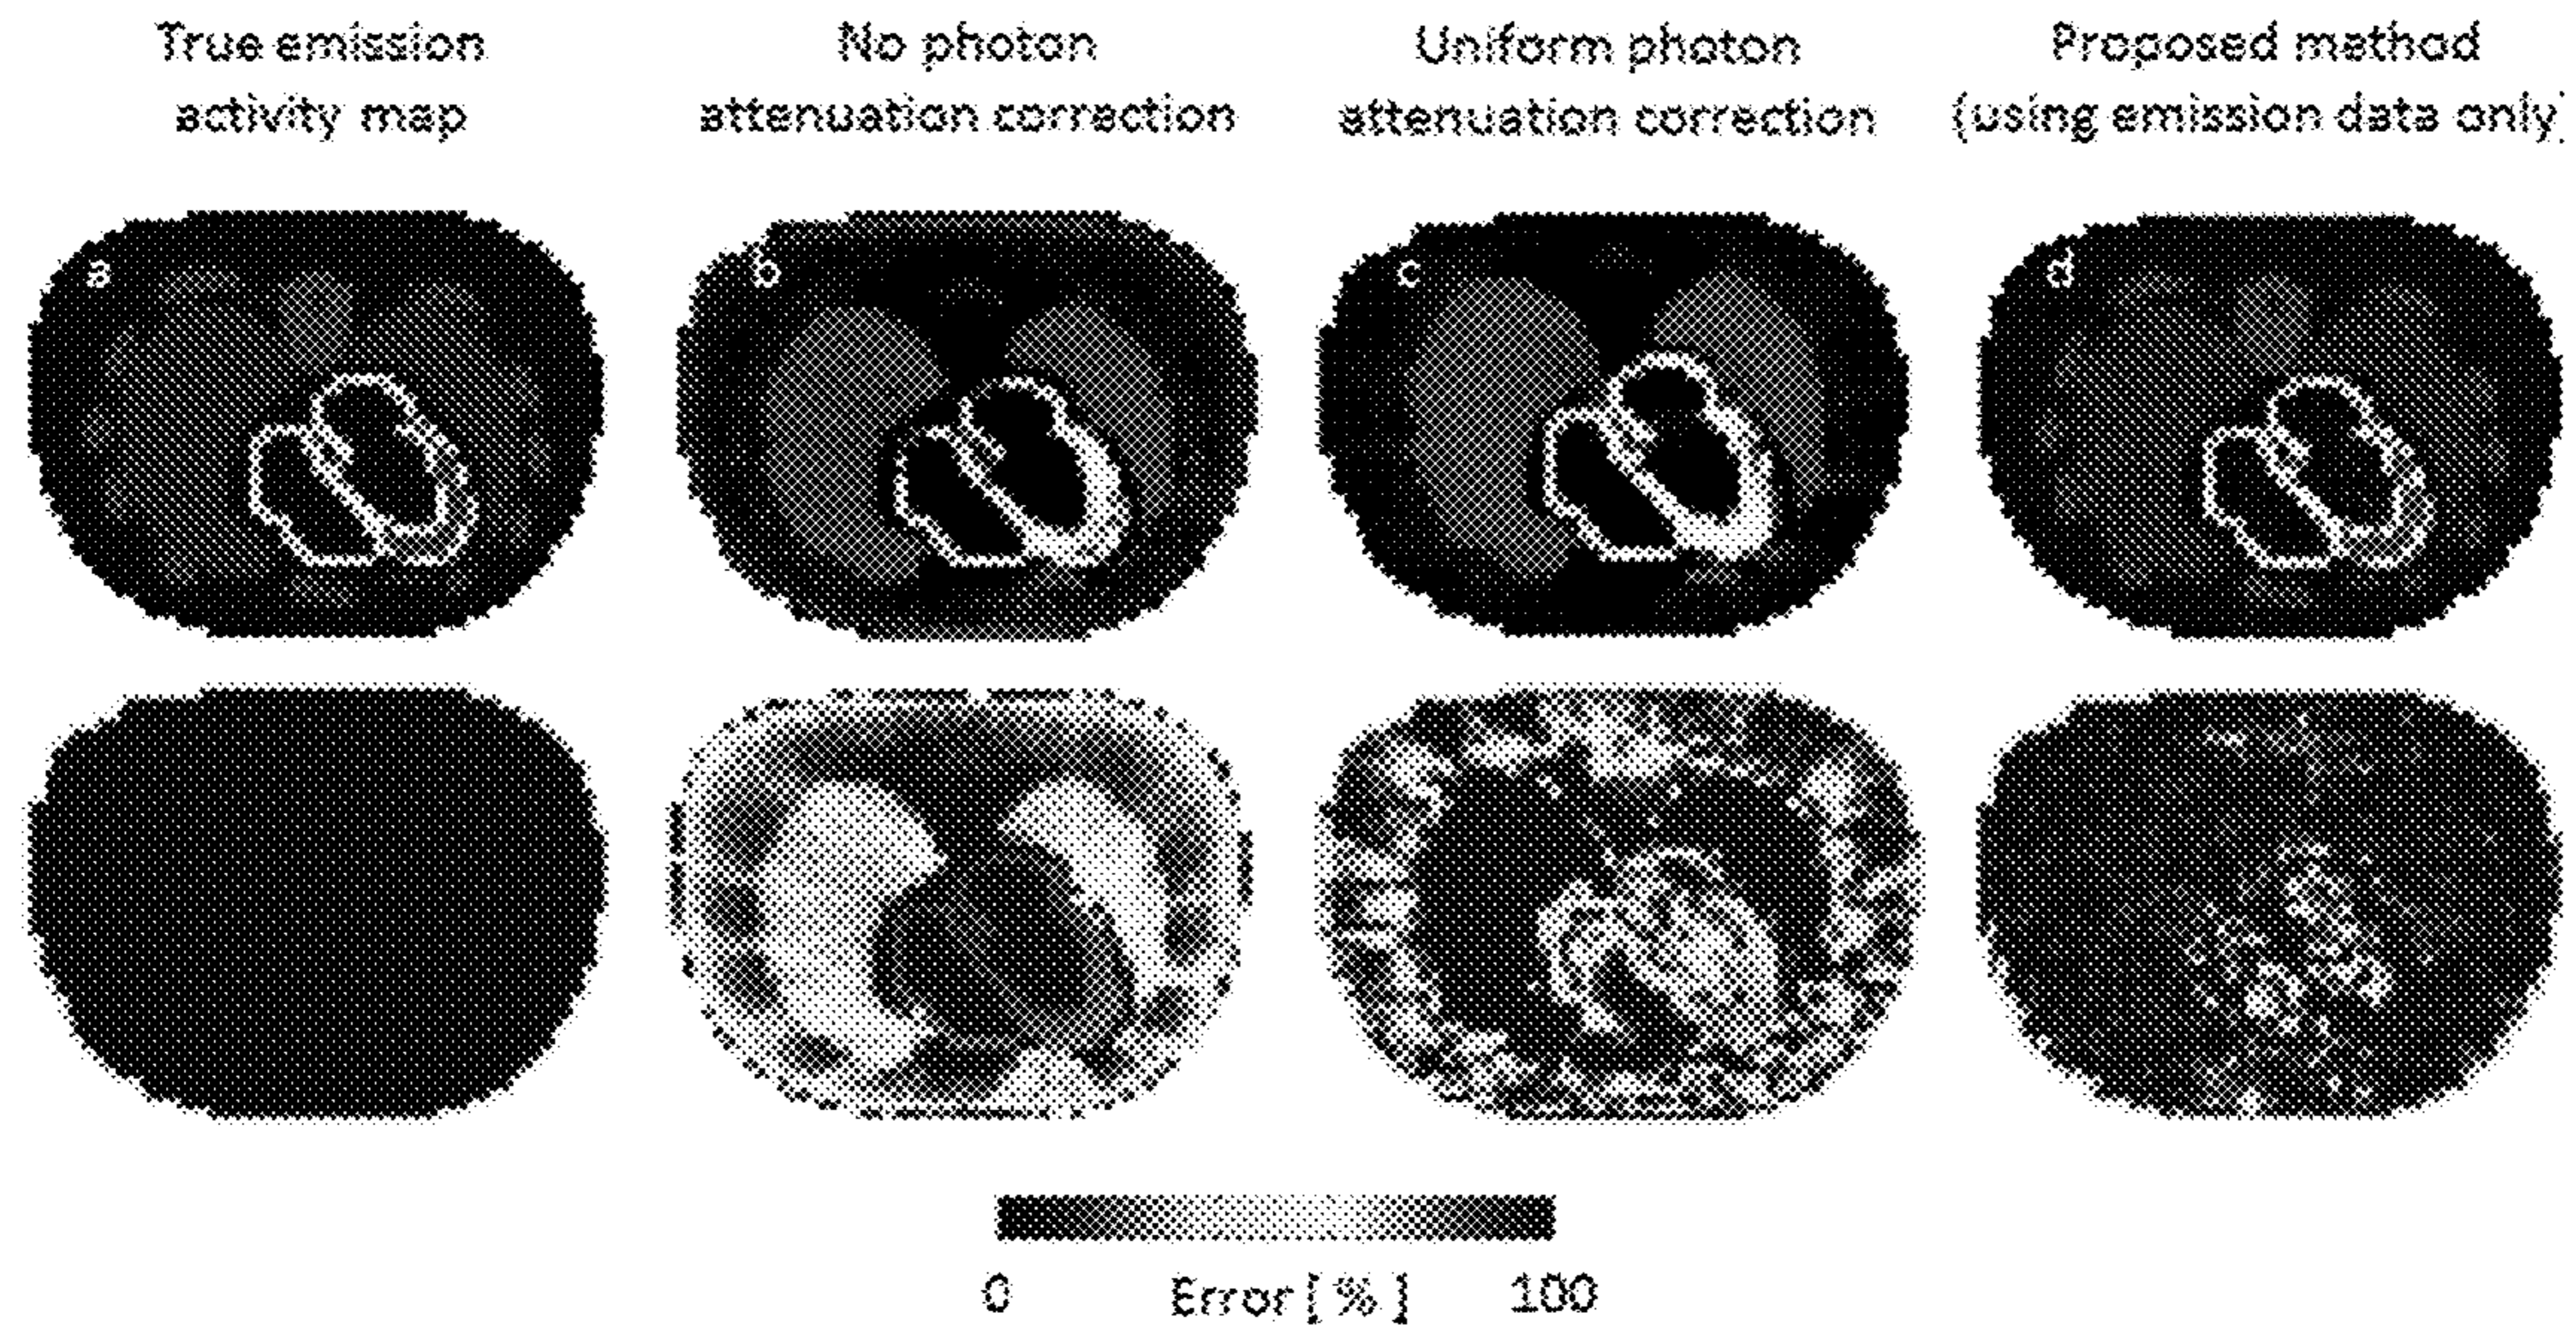 True emission
activity map
No photon
attenuation correction
Uniform photon
attenuation correction
Proposed method
(using emission data only)
a
b
c
d
0
Error [ % ]
100